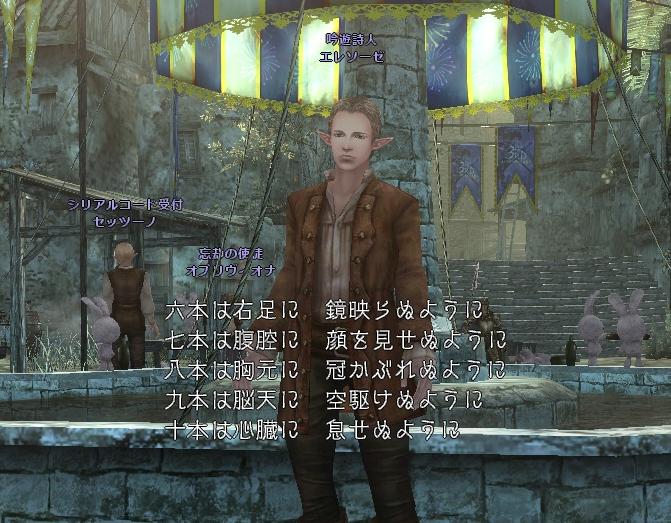 吟遊詩人
エレゾーゼ
シリアルコード受付
セッツーノ
忘却の使徒
オブリヴィオナ
六本は右足に 鏡映らぬように
七本は腹腔に 顔を見せぬように
八本は胸元に 冠かぶれぬように
九本は脳天に 空駆けぬように
十本は心臓に 息せぬように